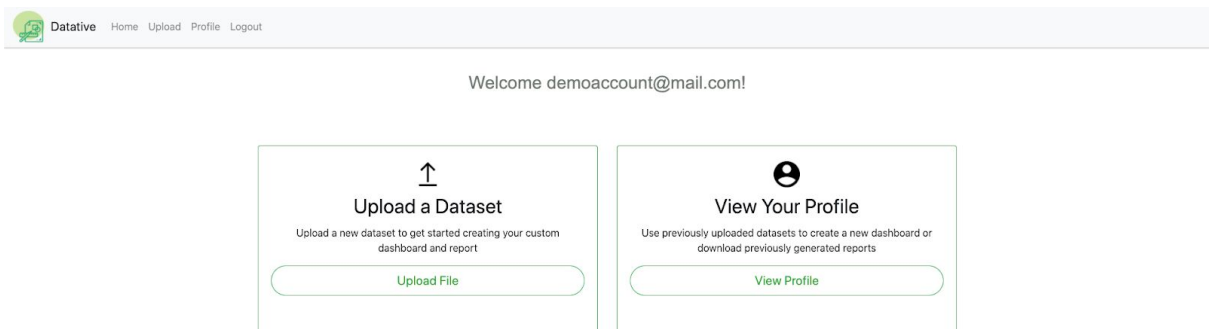 Datative Home Upload Profile Logout
Welcome demoaccount@mail.com!
Upload a Dataset
Upload a new dataset to get started creating your custom
dashboard and report
Upload File
View Your Profile
Use previously uploaded datasets to create a new dashboard or
download previously generated reports
View Profile